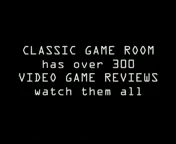 CLASSIC GAME ROOM
has over 300
VIDEO GAME REVIEWS
watch them all